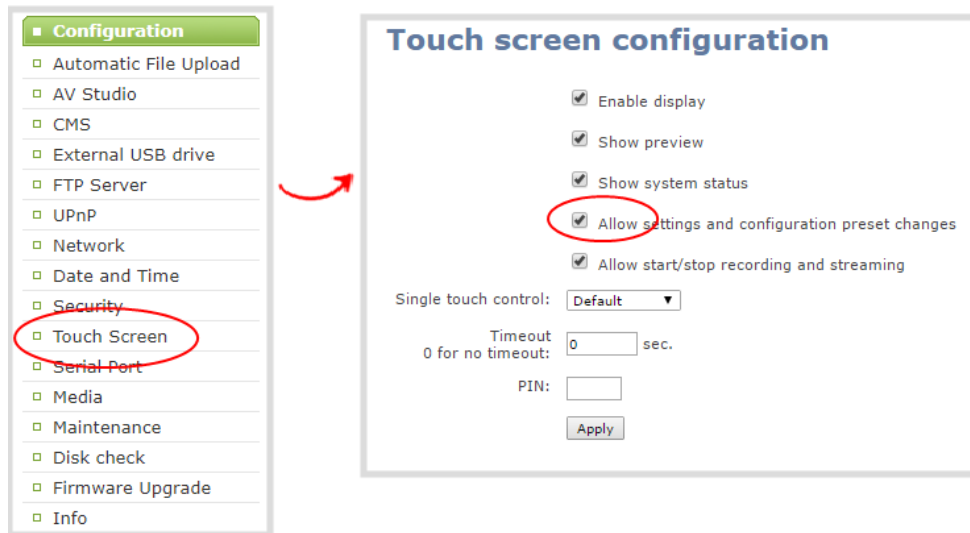 Configuration
Automatic File Upload
AV Studio
CMS
External USB drive
FTP Server
UPnP
Network
Date and Time
Security
Touch Screen
Serial Port
Media
Maintenance
Disk check
Firmware Upgrade
Info
Touch screen configuration
Enable display
Show preview
Show system status
Allow settings and configuration preset changes
Allow start/stop recording and streaming
Single touch control: Default
Timeout
0 for no timeout: 0 sec.
PIN:
Apply